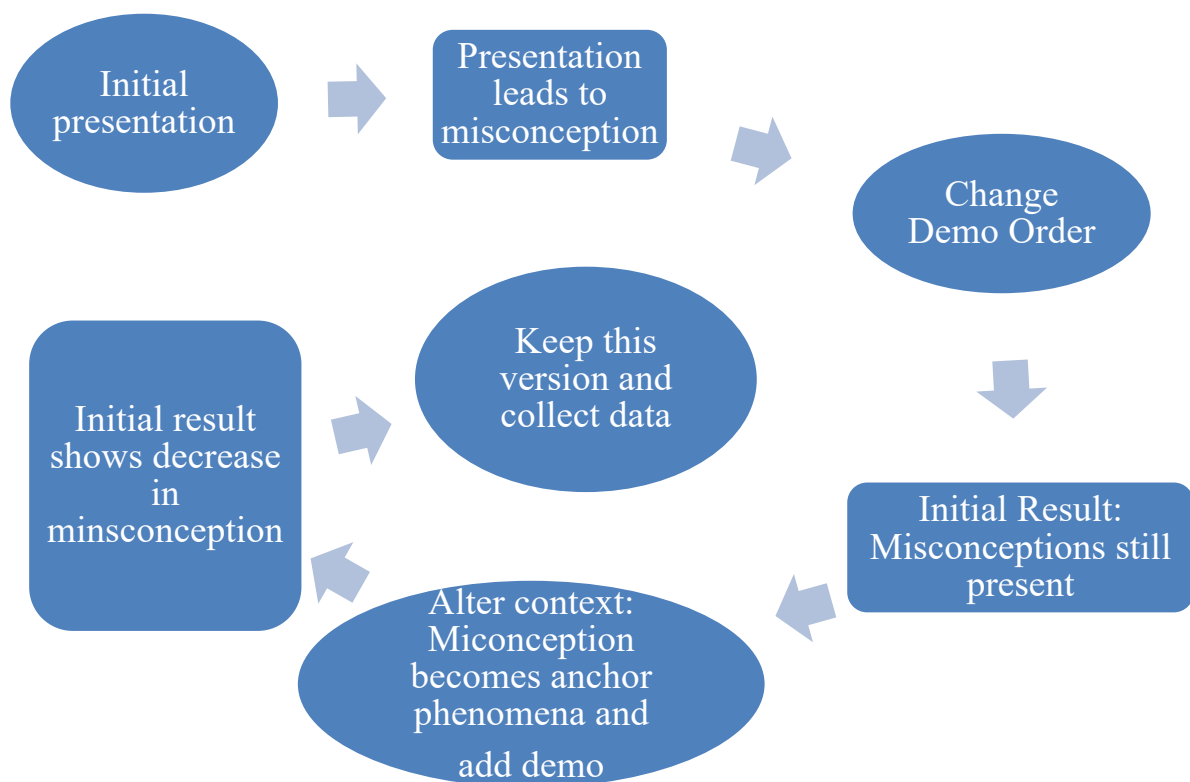 Initial
presentation
Presentation
leads to
misconception
Change
Demo Order
Initial Result:
Misconceptions still
present
Alter context:
Miconception
becomes anchor
phenomena and
add demo
Initial result
shows decrease
in
minsconception
Keep this
version and
collect data